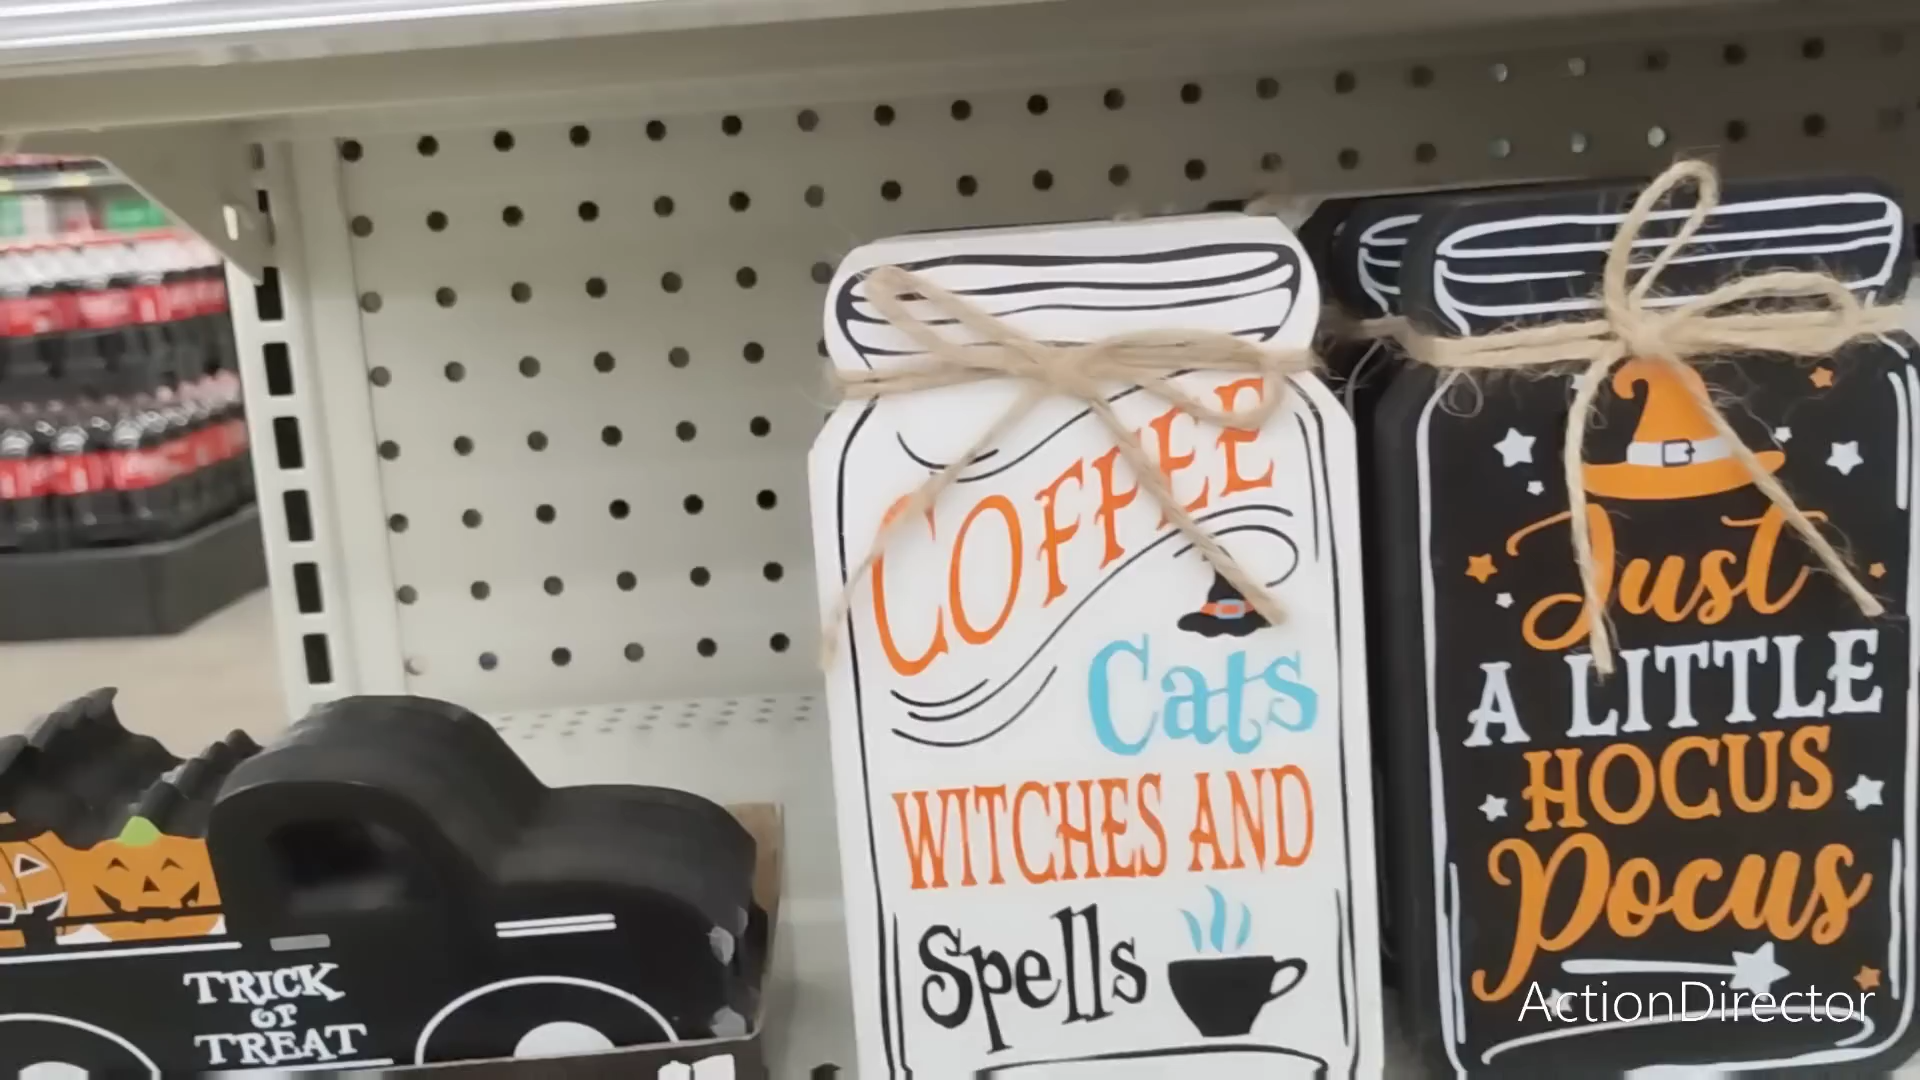 COFFEE
Cats
WITCHES AND
Spells
Just
A LITTLE
HOCUS
Pocus
TRICK
or
TREAT
ActionDirector